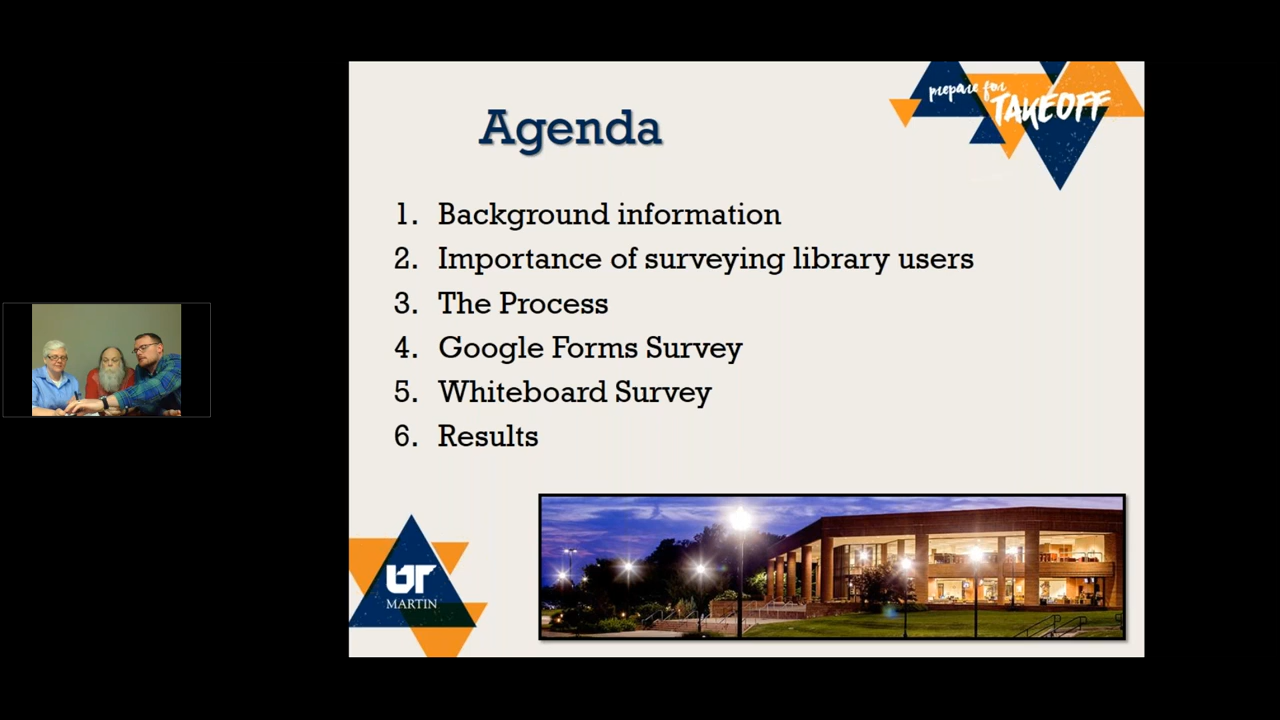 prepare for
TAKEOFF
Agenda
1. Background information
2. Importance of surveying library users
3. The Process
4. Google Forms Survey
5. Whiteboard Survey
6. Results
UT
MARTIN